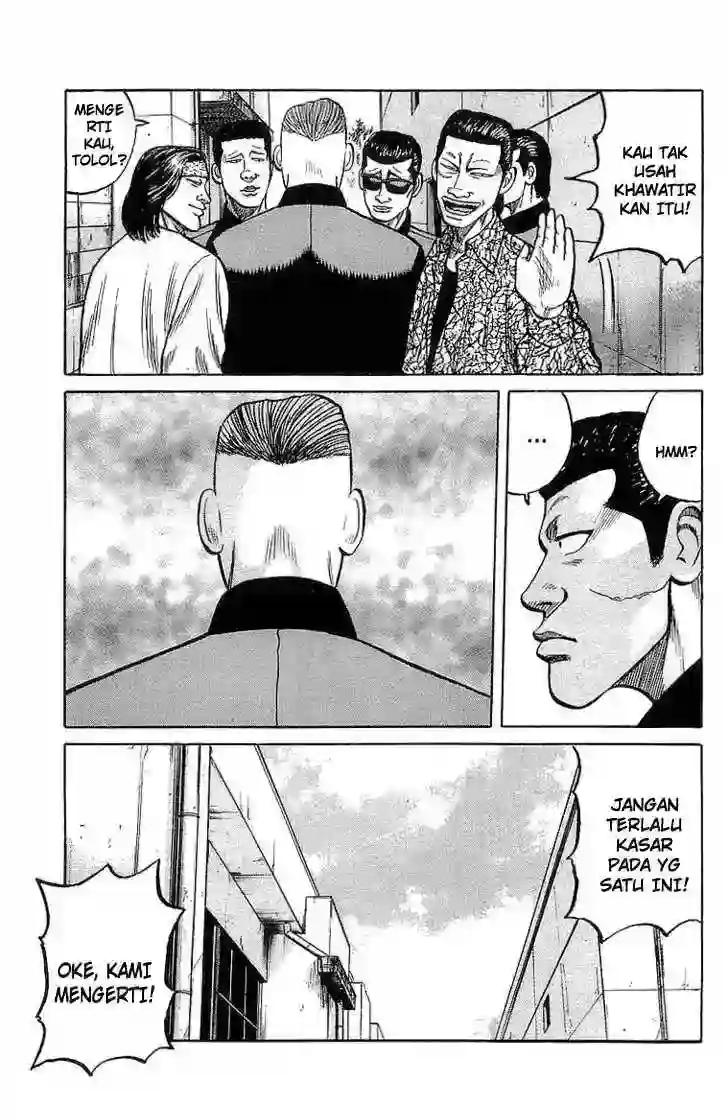 KAU TAK
USAH
KHAWATIR
KAN ITU!
MENGE
RTI
KAU,
TOLOL?
HMM?
...
JANGAN
TERLALU
KASAR
PADA YG
SATU INI!
OKE, KAMI
MENGERTI!